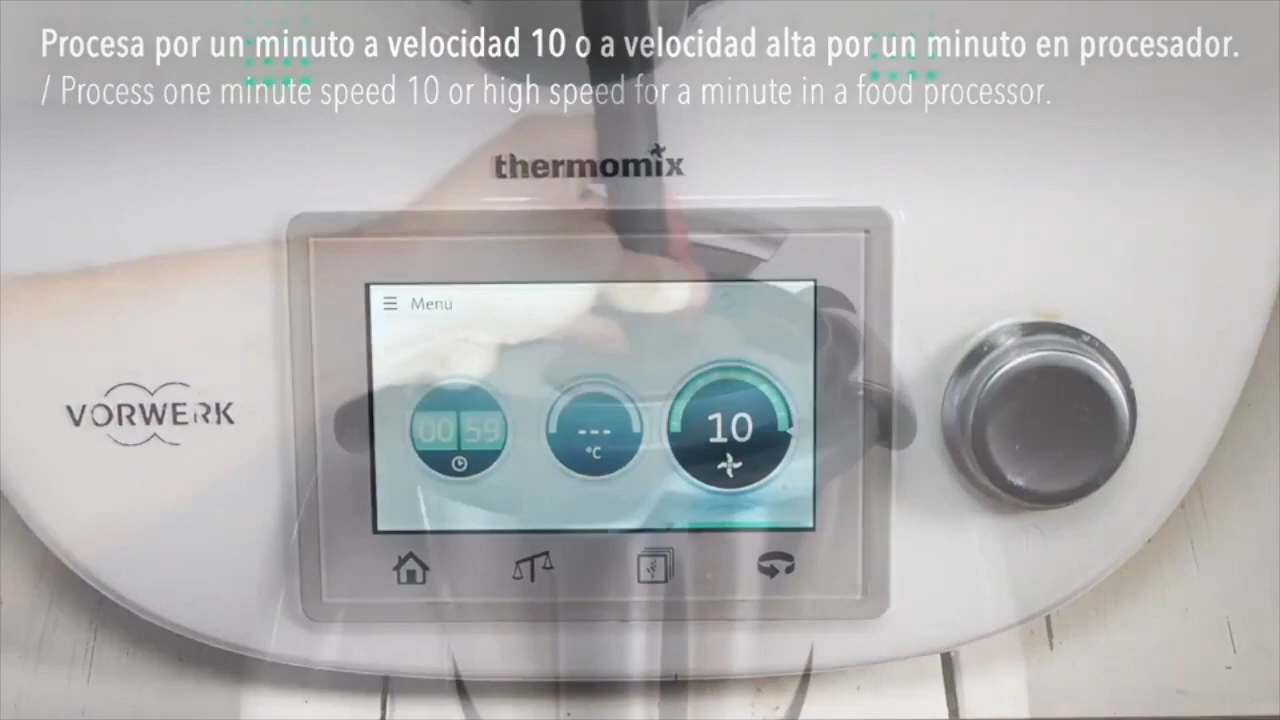 Procesa por un minuto a velocidad 10 o a velocidad alta por un minuto en procesador.
/ Process one minute speed 10 or high speed for a minute in a food processor.
thermomix
Menú
VORWERK
00 59
--- °C
10